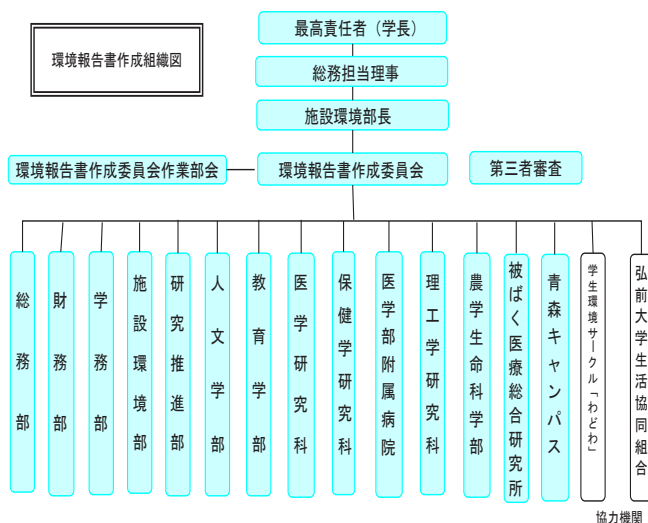 環境報告書作成組織図
最高責任者（学長）
総務担当理事
施設環境部長
環境報告書作成委員会作業部会
環境報告書作成委員会
第三者審査
総務部
財務部
学務部
施設環境部
研究推進部
人文学部
教育学部
医学研究科
保健学研究科
医学部附属病院
理工学研究科
農学生命科学部
被ばく医療総合研究所
青森キャンパス
学生環境サークル「わどわ」
弘前大学生活協同組合
協力機関